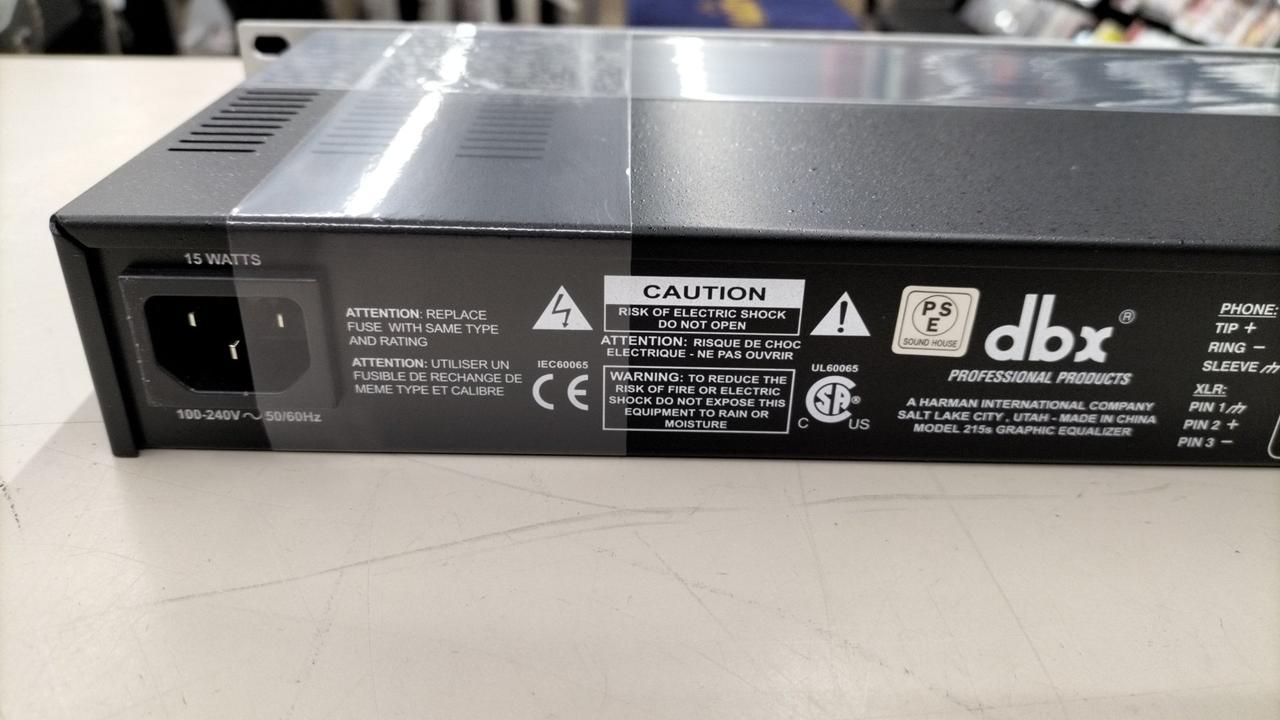 15 WATTS
100-240V ～ 50/60Hz
ATTENTION: REPLACE
FUSE WITH SAME TYPE
AND RATING
ATTENTION: UTILISER UN
FUSIBLE DE RECHANGE DE
MEME TYPE ET CALIBRE
IEC60065
CE
CAUTION
RISK OF ELECTRIC SHOCK
DO NOT OPEN
ATTENTION: RISQUE DE CHOC
ELECTRIQUE - NE PAS OUVRIR
WARNING: TO REDUCE THE
RISK OF FIRE OR ELECTRIC
SHOCK DO NOT EXPOSE THIS
EQUIPMENT TO RAIN OR
MOISTURE
UL60065
SA®
C US
PS
E
SOUND HOUSE
dbx®
PROFESSIONAL PRODUCTS
A HARMAN INTERNATIONAL COMPANY
SALT LAKE CITY , UTAH - MADE IN CHINA
MODEL 215s GRAPHIC EQUALIZER
PHONE:
TIP +
RING −
SLEEVE
XLR:
PIN 1
PIN 2 +
PIN 3 −